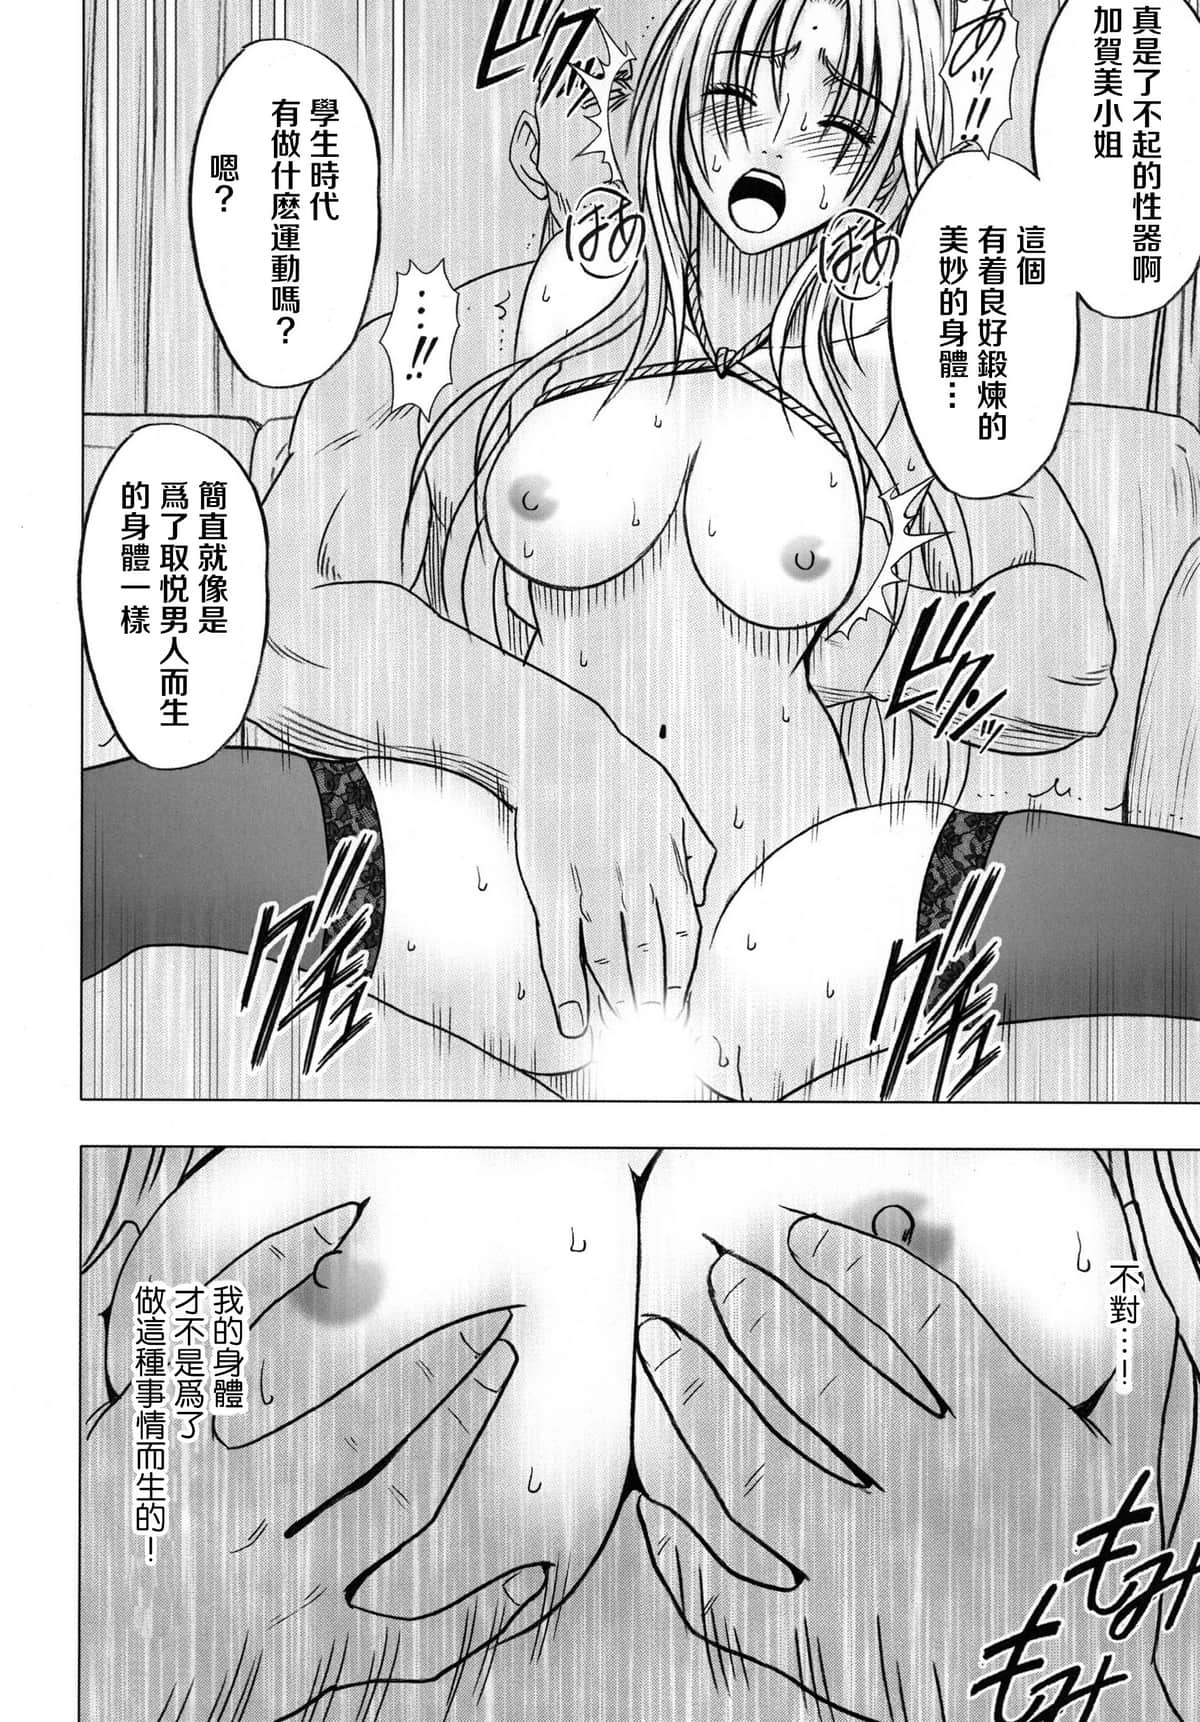 真是了不起的性器啊
加賀美小姐
這個
有着良好鍛煉的
美妙的身體…
ビクッ
はあ
はあ
學生時代
有做什麽運動嗎？
嗯？
…!!
簡直就像是
爲了取悅男人而生
的身體一樣
ビクンッ
グチュ
グチュ
不對…！
我的身體
才不是爲了
做這種事情而生的！
もみ
もみ